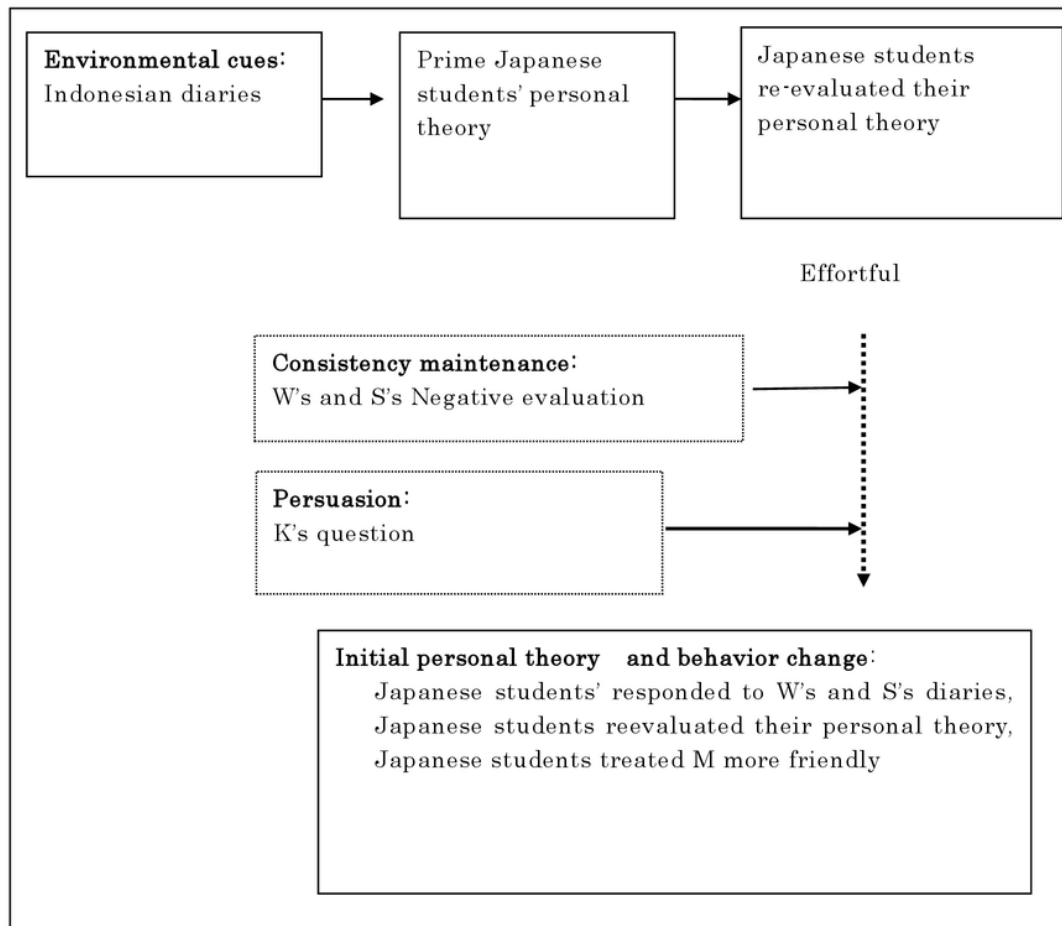 Environmental cues:
Indonesian diaries
Prime Japanese
students' personal
theory
Japanese students
re-evaluated their
personal theory
Effortful
Consistency maintenance:
W's and S's Negative evaluation
Persuasion:
K's question
Initial personal theory and behavior change:
Japanese students' responded to W's and S's diaries,
Japanese students reevaluated their personal theory,
Japanese students treated M more friendly